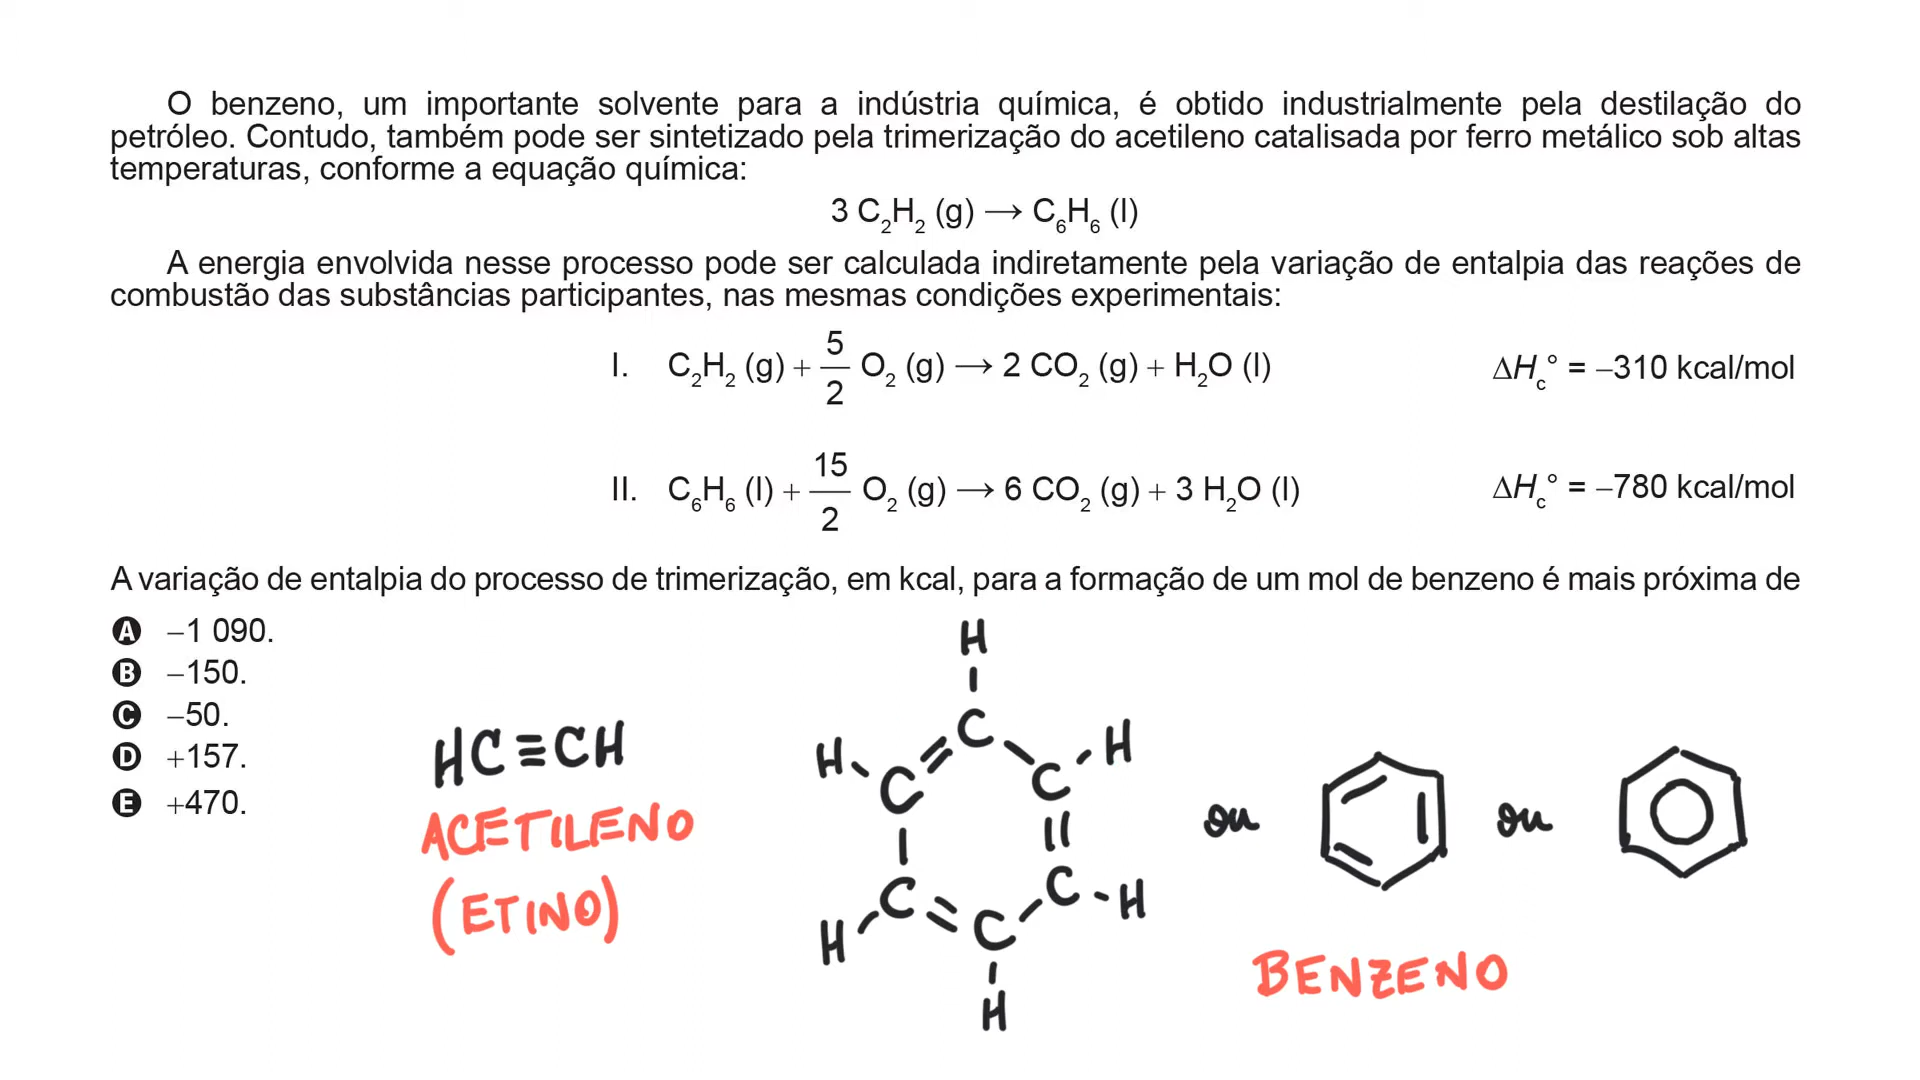 O benzeno, um importante solvente para a indústria química, é obtido industrialmente pela destilação do
petróleo. Contudo, também pode ser sintetizado pela trimerização do acetileno catalisada por ferro metálico sob altas
temperaturas, conforme a equação química:
3 C₂H₂ (g) ⟶ C₆H₆ (l)
A energia envolvida nesse processo pode ser calculada indiretamente pela variação de entalpia das reações de
combustão das substâncias participantes, nas mesmas condições experimentais:
I. C₂H₂ (g) + 5/2 O₂ (g) ⟶ 2 CO₂ (g) + H₂O (l) ΔH_c° = −310 kcal/mol
II. C₆H₆ (l) + 15/2 O₂ (g) ⟶ 6 CO₂ (g) + 3 H₂O (l) ΔH_c° = −780 kcal/mol
A variação de entalpia do processo de trimerização, em kcal, para a formação de um mol de benzeno é mais próxima de
A −1 090.
B −150.
C −50.
D +157.
E +470.
HC≡CH
ACETILENO
(ETINO)
H
C
H C C H
ou ou
C C H
H C
H
BENZENO